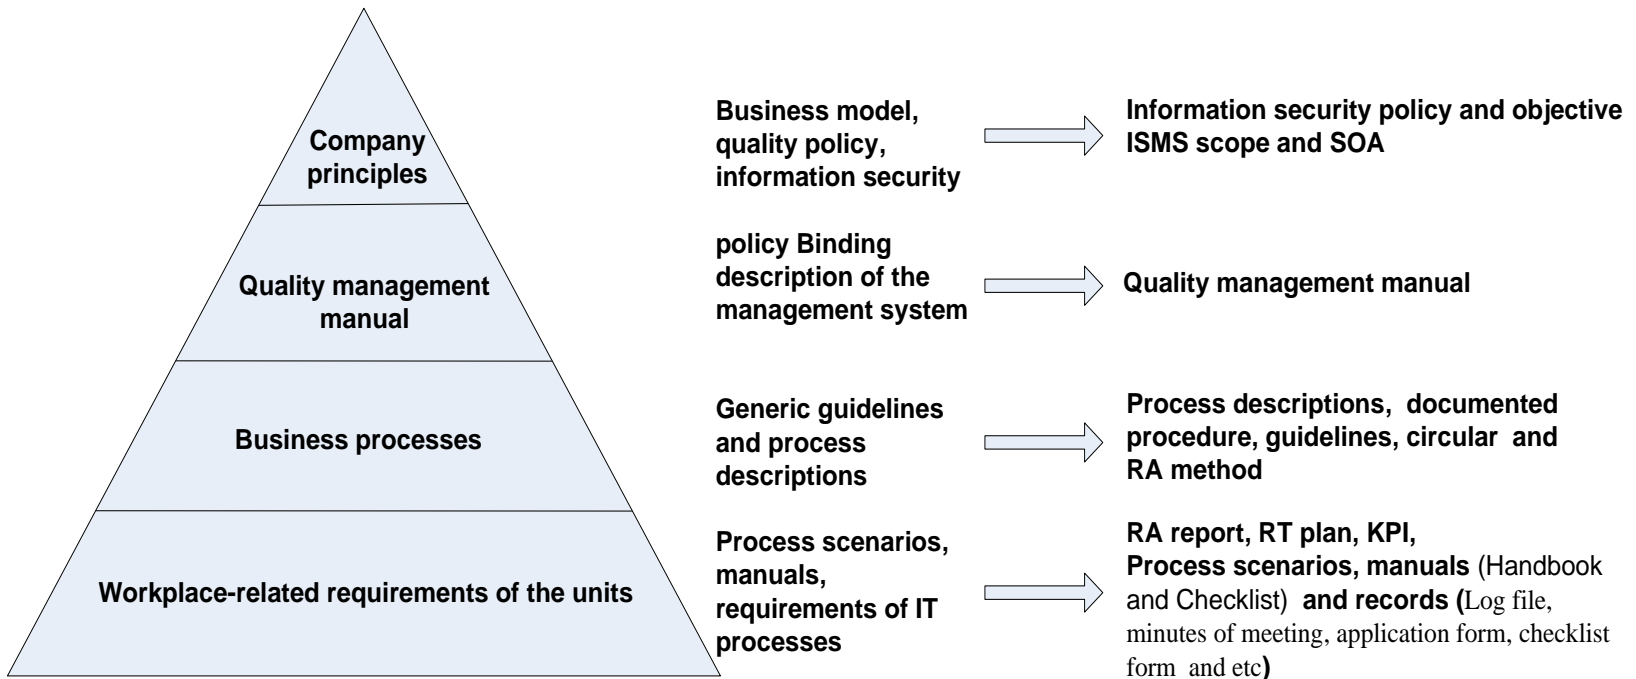 Company
principles
Business model,
quality policy,
information security
Information security policy and objective
ISMS scope and SOA
Quality management
manual
policy Binding
description of the
management system
Quality management manual
Business processes
Generic guidelines
and process
descriptions
Process descriptions,  documented
procedure, guidelines, circular  and
RA method
Workplace-related requirements of the units
Process scenarios,
manuals,
requirements of IT
processes
RA report, RT plan, KPI,
Process scenarios, manuals (Handbook
and Checklist)  and records (Log file,
minutes of meeting, application form, checklist
form  and etc)